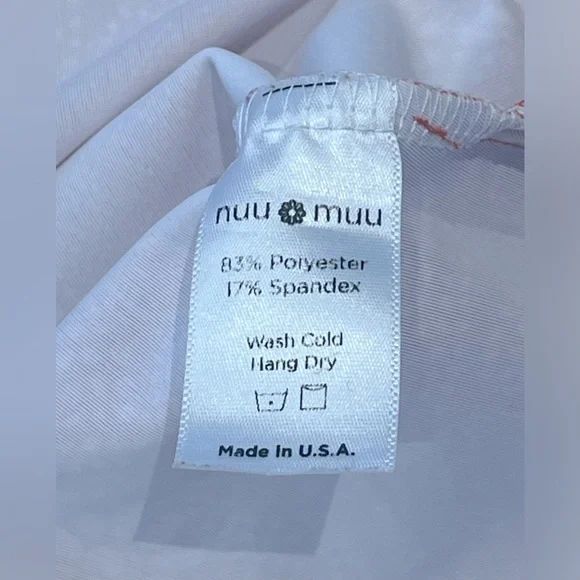 nuu muu
83% Polyester
17% Spandex
Wash Cold
Hang Dry
Made In U.S.A.